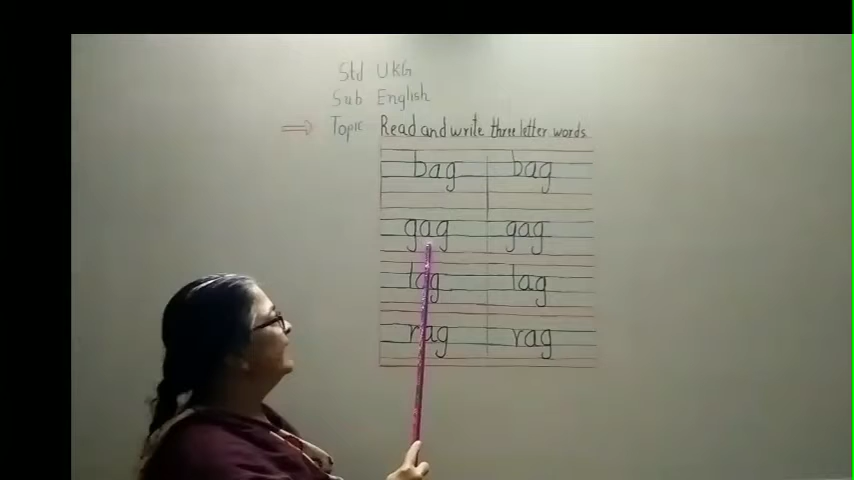 Std UKG
Sub English
⇒ Topic Read and write three letter words
bag bag
gag gag
lag lag
rag rag